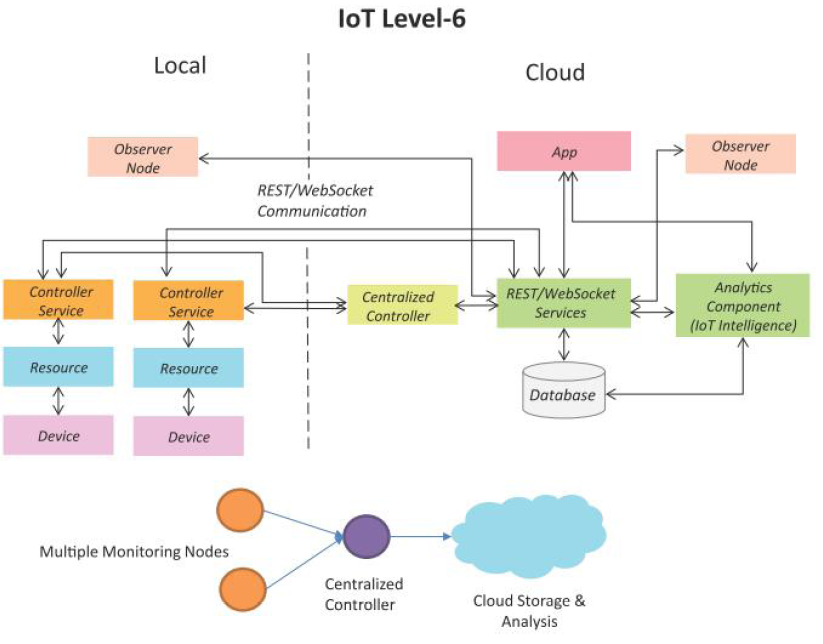 IoT Level-6
Local
Cloud
Observer
Node
App
Observer
Node
REST/WebSocket
Communication
Controller
Service
Controller
Service
Centralized
Controller
REST/WebSocket
Services
Analytics
Component
(IoT Intelligence)
Resource
Resource
Database
Device
Device
Multiple Monitoring Nodes
Centralized
Controller
Cloud Storage &
Analysis